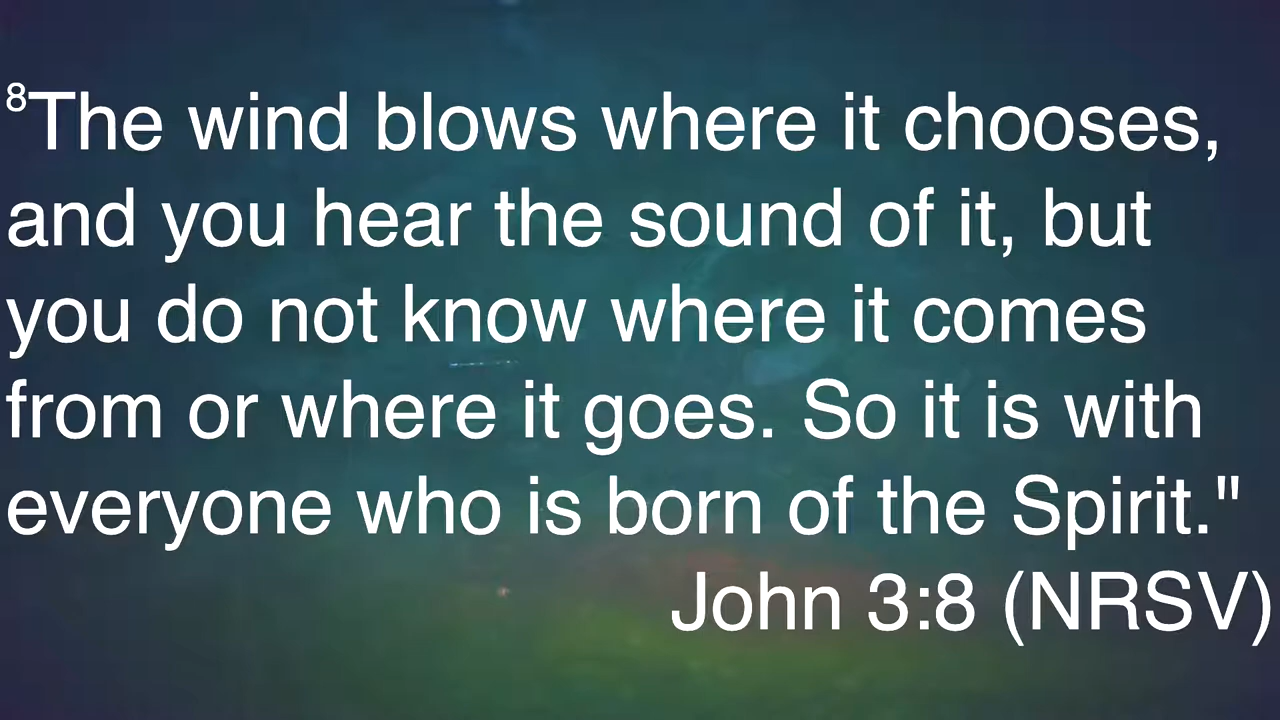 8The wind blows where it chooses,
and you hear the sound of it, but
you do not know where it comes
from or where it goes. So it is with
everyone who is born of the Spirit."
John 3:8 (NRSV)